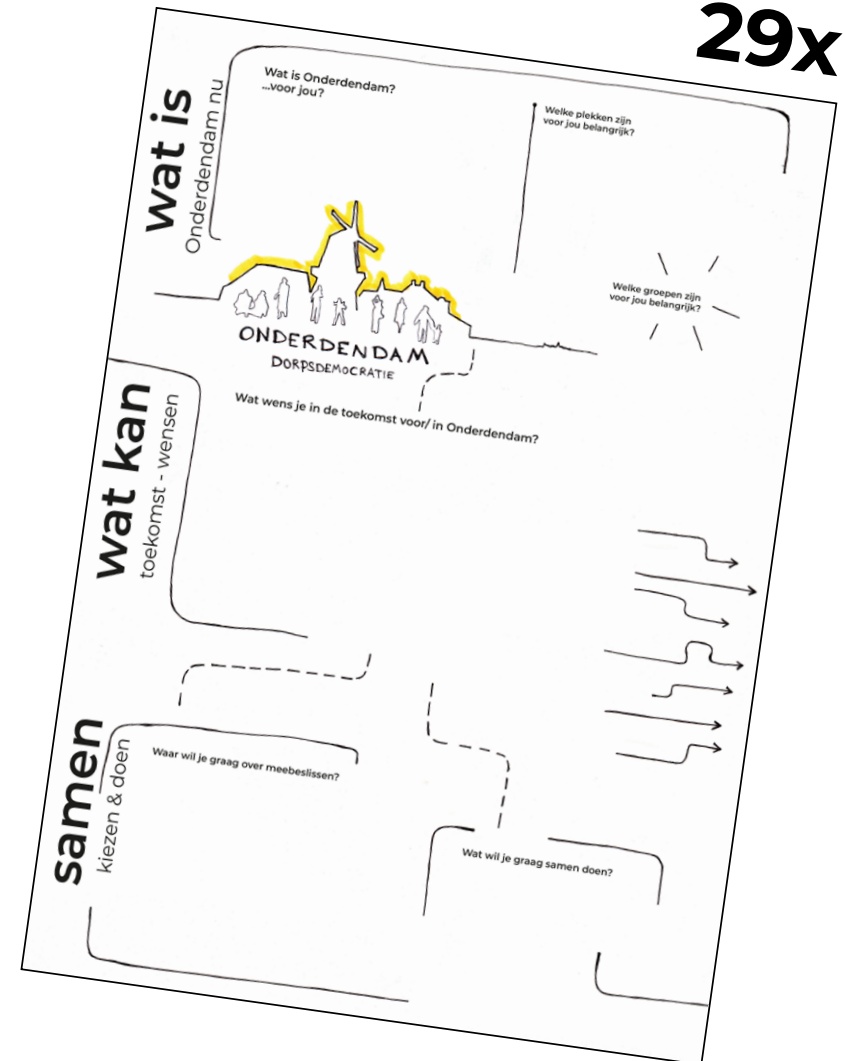 29x
wat is
Onderdendam nu
Wat is Onderdendam?
...voor jou?
Welke plekken zijn
voor jou belangrijk?
Welke groepen zijn
voor jou belangrijk?
ONDERDENDAM
DORPSDEMOCRATIE
wat kan
toekomst - wensen
Wat wens je in de toekomst voor/ in Onderdendam?
samen
kiezen & doen
Waar wil je graag over meebeslissen?
Wat wil je graag samen doen?